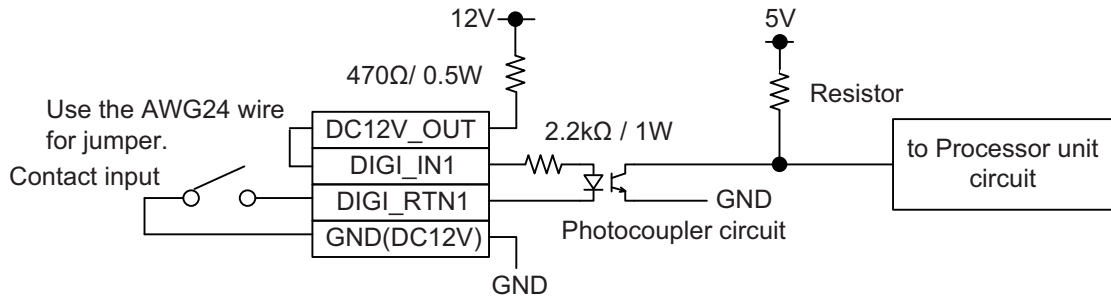 12V
5V
470Ω/ 0.5W
Resistor
Use the AWG24 wire
for jumper.
DC12V_OUT
2.2kΩ / 1W
to Processor unit
circuit
DIGI_IN1
Contact input
DIGI_RTN1
GND
GND(DC12V)
Photocoupler circuit
GND